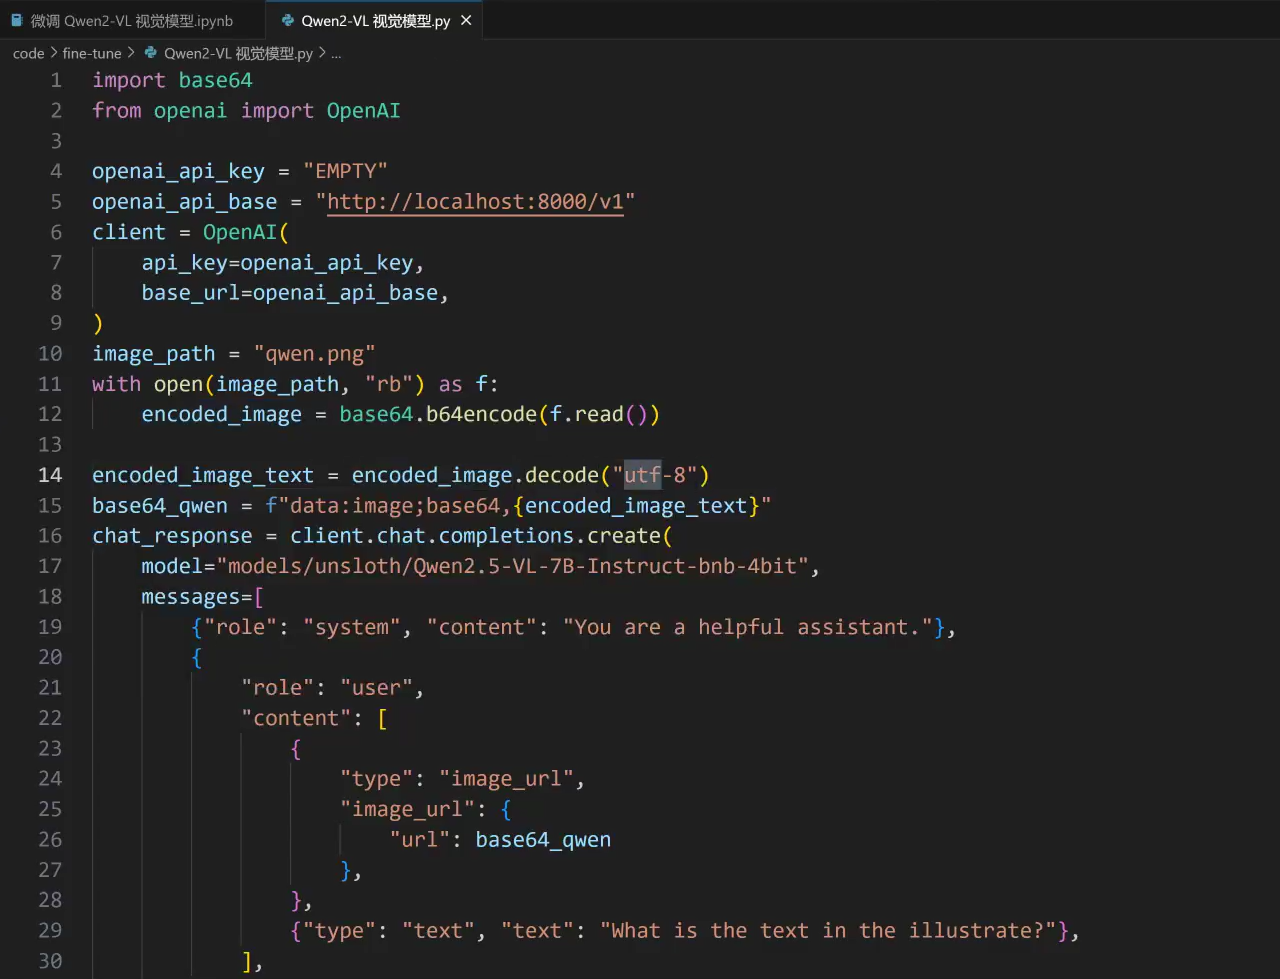 微调 Qwen2-VL 视觉模型.ipynb
Qwen2-VL 视觉模型.py ×
code > fine-tune > Qwen2-VL 视觉模型.py > ...
1 import base64
2 from openai import OpenAI
3
4 openai_api_key = "EMPTY"
5 openai_api_base = "http://localhost:8000/v1"
6 client = OpenAI(
7     api_key=openai_api_key,
8     base_url=openai_api_base,
9 )
10 image_path = "qwen.png"
11 with open(image_path, "rb") as f:
12     encoded_image = base64.b64encode(f.read())
13
14 encoded_image_text = encoded_image.decode("utf-8")
15 base64_qwen = f"data:image;base64,{encoded_image_text}"
16 chat_response = client.chat.completions.create(
17     model="models/unsloth/Qwen2.5-VL-7B-Instruct-bnb-4bit",
18     messages=[
19         {"role": "system", "content": "You are a helpful assistant."},
20         {
21             "role": "user",
22             "content": [
23                 {
24                     "type": "image_url",
25                     "image_url": {
26                         "url": base64_qwen
27                     },
28                 },
29                 {"type": "text", "text": "What is the text in the illustrate?"},
30             ],